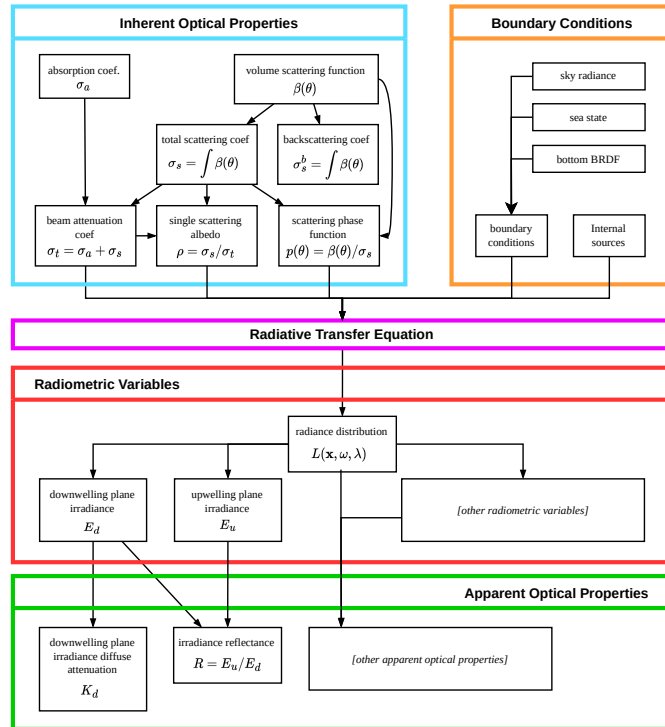 Inherent Optical Properties
Boundary Conditions
absorption coef.
σ_a
volume scattering function
β(θ)
sky radiance
sea state
bottom BRDF
total scattering coef
σ_s = ∫ β(θ)
backscattering coef
σ_s^b = ∫ β(θ)
beam attenuation
coef
σ_t = σ_a + σ_s
single scattering
albedo
ρ = σ_s/σ_t
scattering phase
function
p(θ) = β(θ)/σ_s
boundary
conditions
Internal
sources
Radiative Transfer Equation
Radiometric Variables
radiance distribution
L(x, ω, λ)
downwelling plane
irradiance
E_d
upwelling plane
irradiance
E_u
[other radiometric variables]
Apparent Optical Properties
downwelling plane
irradiance diffuse
attenuation
K_d
irradiance reflectance
R = E_u/E_d
[other apparent optical properties]